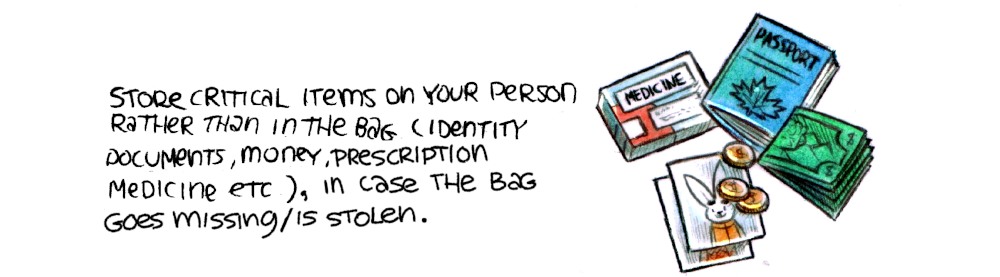 STORE CRITICAL ITEMS ON YOUR PERSON
RATHER THAN IN THE BAG (IDENTITY
DOCUMENTS, MONEY, PRESCRIPTION
MEDICINE ETC), IN CASE THE BAG
GOES MISSING/IS STOLEN.
PASSPORT
MEDICINE